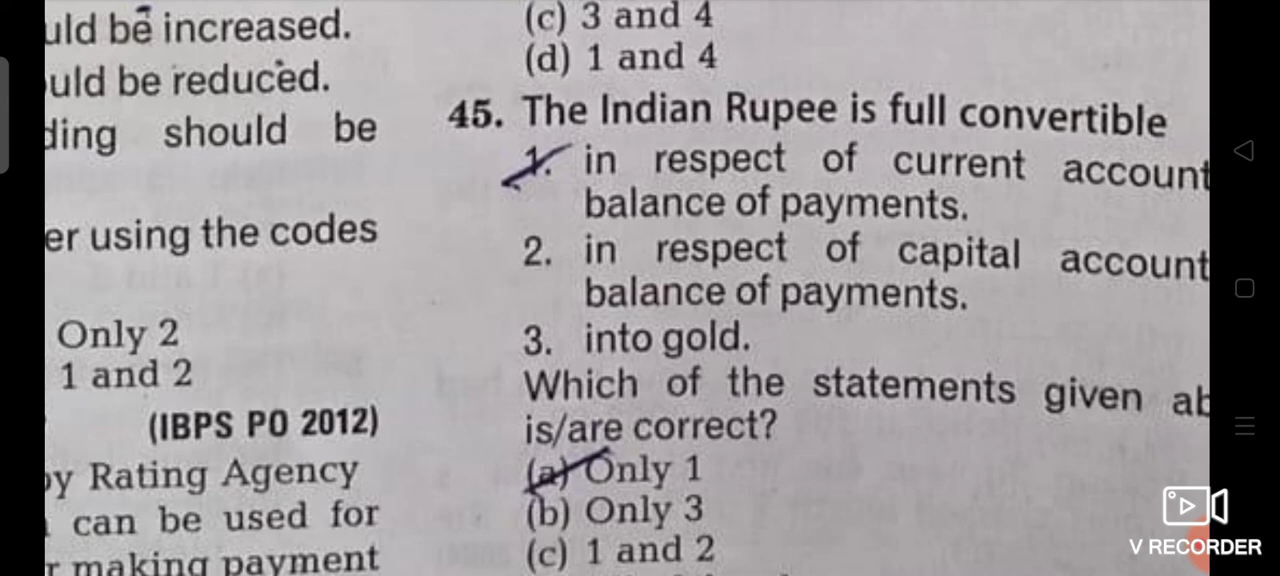 uld be increased.
uld be reduced.
ding should be
er using the codes
Only 2
1 and 2
(IBPS PO 2012)
y Rating Agency
can be used for
r making payment
(c) 3 and 4
(d) 1 and 4
45. The Indian Rupee is full convertible
1. in respect of current account
balance of payments.
2. in respect of capital account
balance of payments.
3. into gold.
Which of the statements given ab
is/are correct?
(a) Only 1
(b) Only 3
(c) 1 and 2
V RECORDER